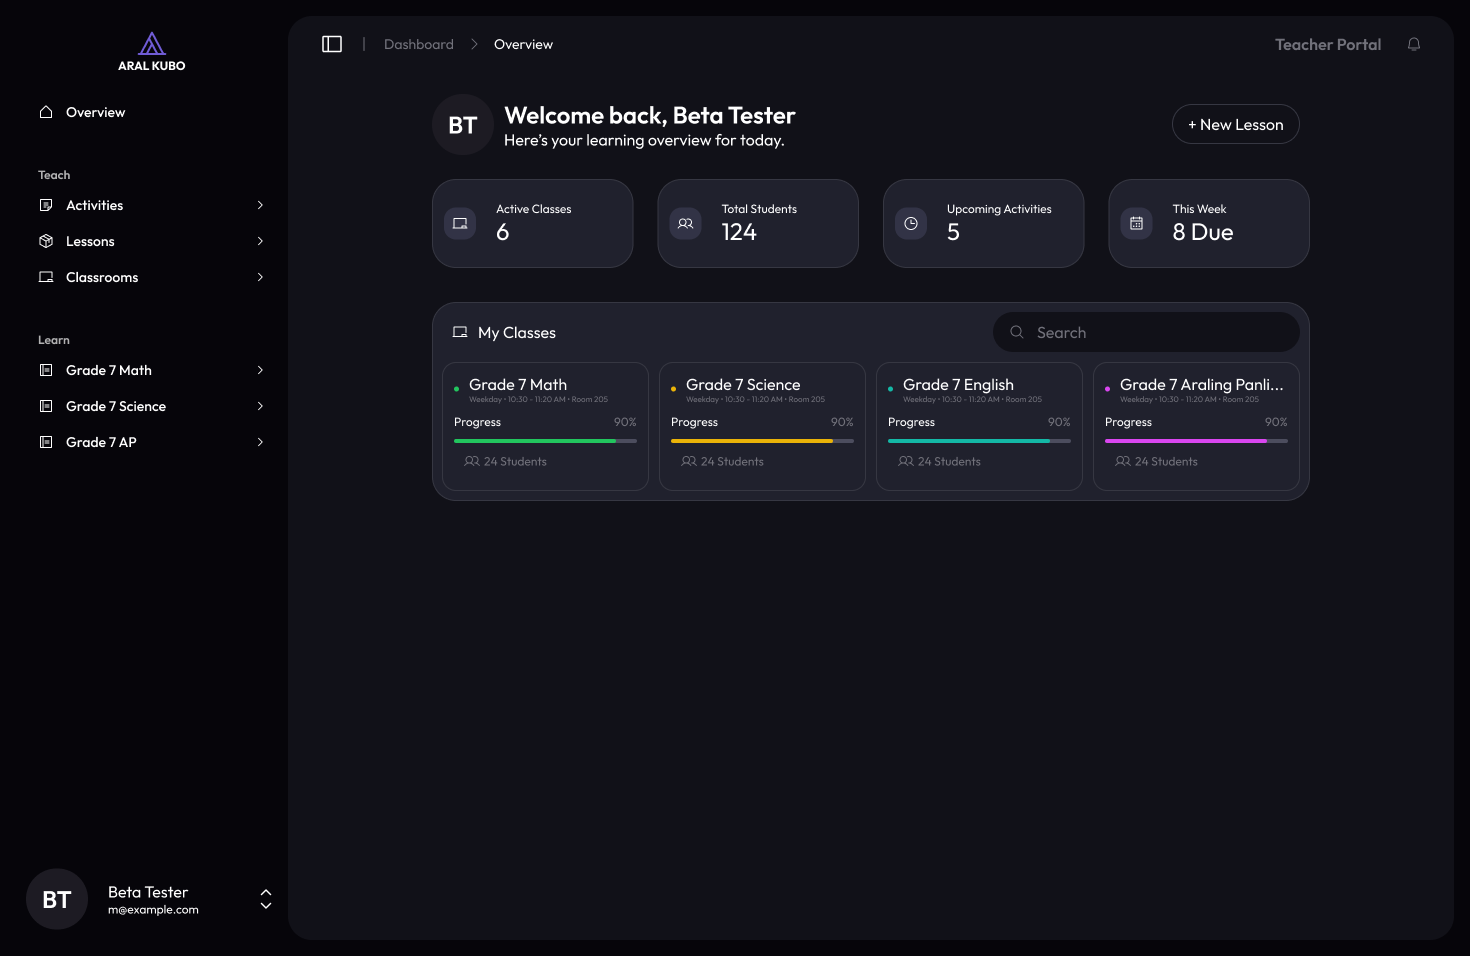 ARAL KUBO
Overview
Teach
Activities
Lessons
Classrooms
Learn
Grade 7 Math
Grade 7 Science
Grade 7 AP
BT
Beta Tester
m@example.com
Dashboard
Overview
Teacher Portal
BT
Welcome back, Beta Tester
Here's your learning overview for today.
+ New Lesson
Active Classes
6
Total Students
124
Upcoming Activities
5
This Week
8 Due
My Classes
Search
Grade 7 Math
Weekday • 10:30 - 11:20 AM • Room 205
Progress 90%
24 Students
Grade 7 Science
Weekday • 10:30 - 11:20 AM • Room 205
Progress 90%
24 Students
Grade 7 English
Weekday • 10:30 - 11:20 AM • Room 205
Progress 90%
24 Students
Grade 7 Araling Panli...
Weekday • 10:30 - 11:20 AM • Room 205
Progress 90%
24 Students